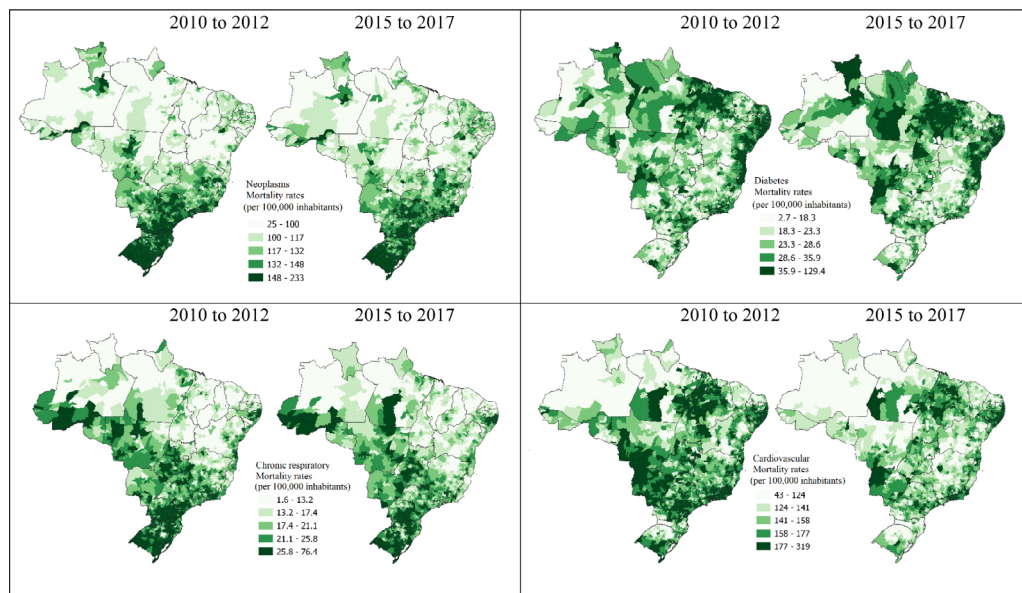 2010 to 2012
2015 to 2017
Neoplasms
Mortality rates
(per 100,000 inhabitants)
25 - 100
100 - 117
117 - 132
132 - 148
148 - 233
2010 to 2012
2015 to 2017
Diabetes
Mortality rates
(per 100,000 inhabitants)
2.7 - 18.3
18.3 - 23.3
23.3 - 28.6
28.6 - 35.9
35.9 - 129.4
2010 to 2012
2015 to 2017
Chronic respiratory
Mortality rates
(per 100,000 inhabitants)
1.6 - 13.2
13.2 - 17.4
17.4 - 21.1
21.1 - 25.8
25.8 - 76.4
2010 to 2012
2015 to 2017
Cardiovascular
Mortality rates
(per 100,000 inhabitants)
43 - 124
124 - 141
141 - 158
158 - 177
177 - 319